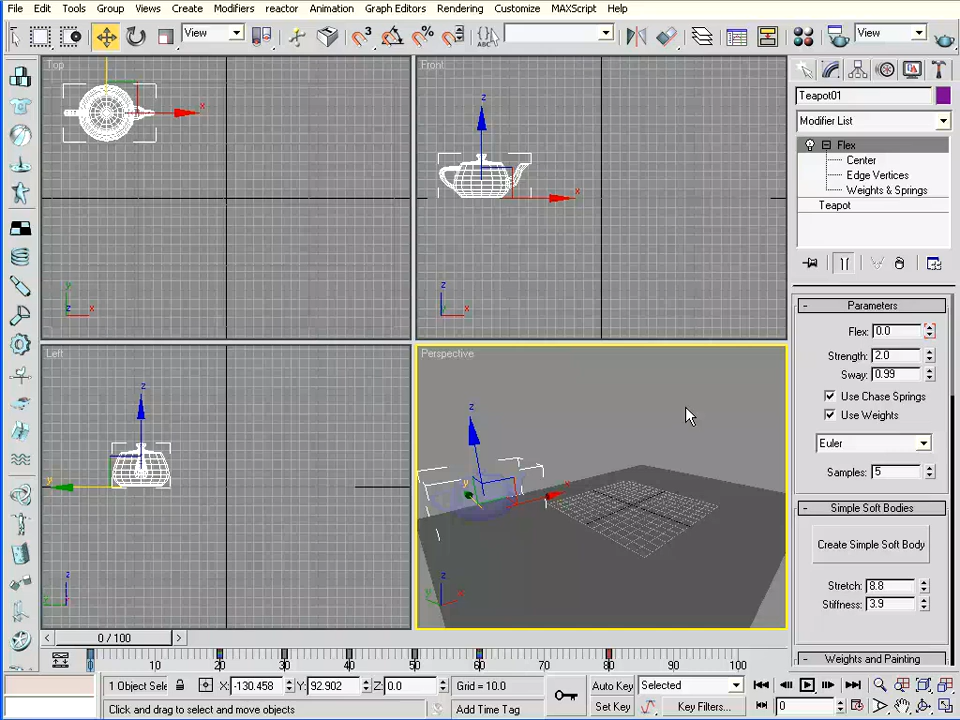 File Edit Tools Group Views Create Modifiers reactor Animation Graph Editors Rendering Customize MAXScript Help
View
View
Top
Front
Left
Perspective
Teapot01
Modifier List
Flex
Center
Edge Vertices
Weights & Springs
Teapot
Parameters
Flex: 0.0
Strength: 2.0
Sway: 0.99
Use Chase Springs
Use Weights
Euler
Samples: 5
Simple Soft Bodies
Create Simple Soft Body
Stretch: 8.8
Stiffness: 3.9
Weights and Painting
x
z
x
y
z
x
z
x
z
y
z
z
y
x
z
x
0 / 100
0 10 20 30 40 50 60 70 80 90 100
1 Object Sele X: -130.458 Y: 92.902 Z: 0.0 Grid = 10.0 Auto Key Selected
Click and drag to select and move objects Add Time Tag Set Key Key Filters... 0